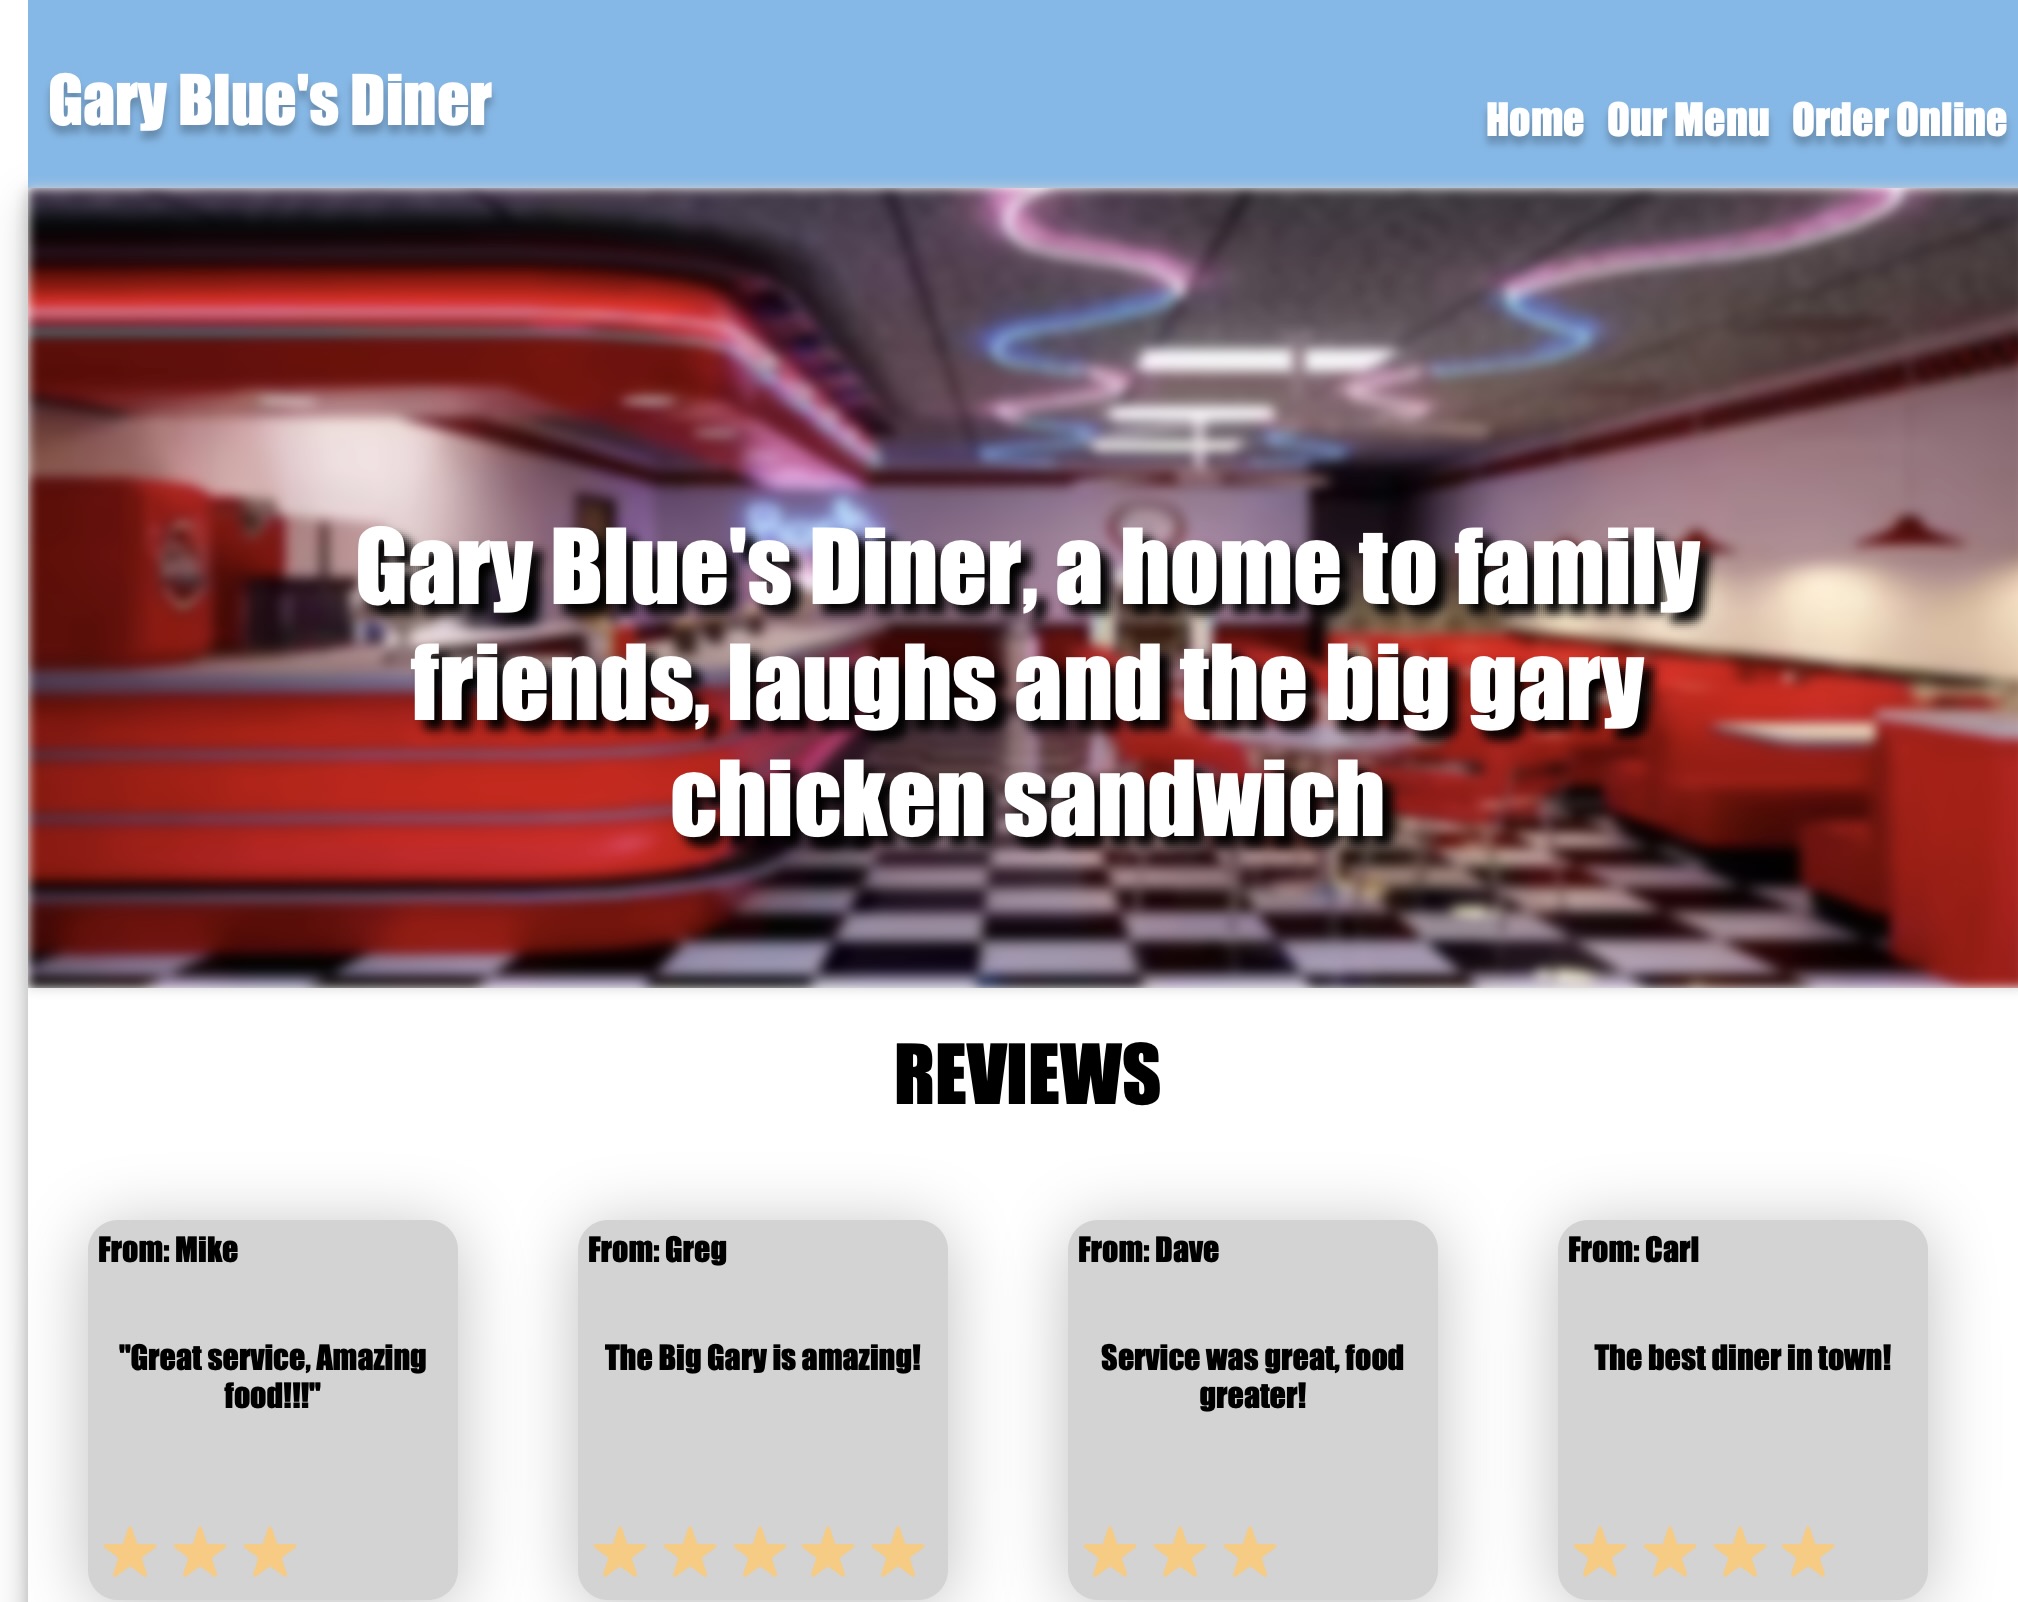 Gary Blue's Diner
Home Our Menu Order Online
Gary Blue's Diner, a home to family
friends, laughs and the big gary
chicken sandwich
REVIEWS
From: Mike
"Great service, Amazing
food!!!"
From: Greg
The Big Gary is amazing!
From: Dave
Service was great, food
greater!
From: Carl
The best diner in town!